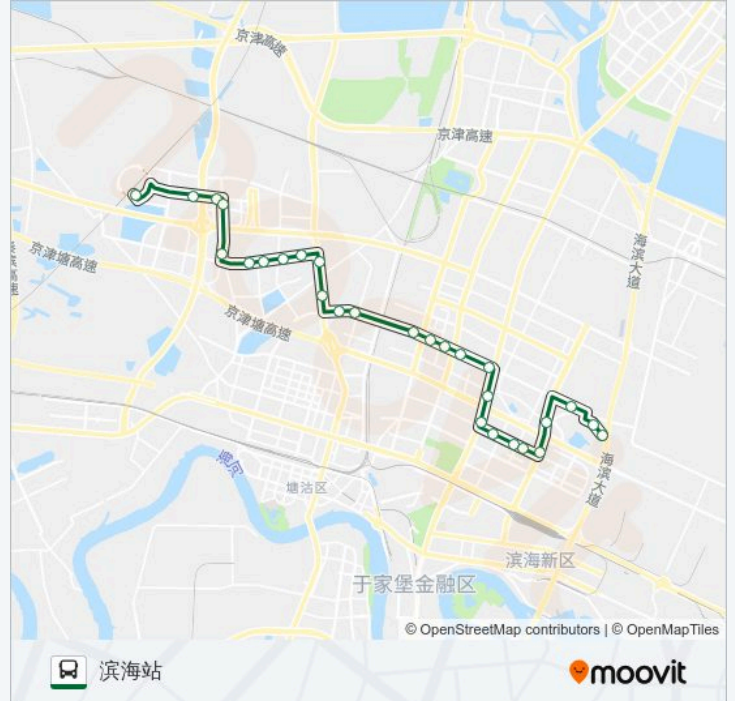 京津高速
京津高速
海滨大道
京津塘高速
京津塘高速
海河
塘沽区
海滨大道
滨海新区
于家堡金融区
© OpenStreetMap contributors | © OpenMapTiles
滨海站
moovit